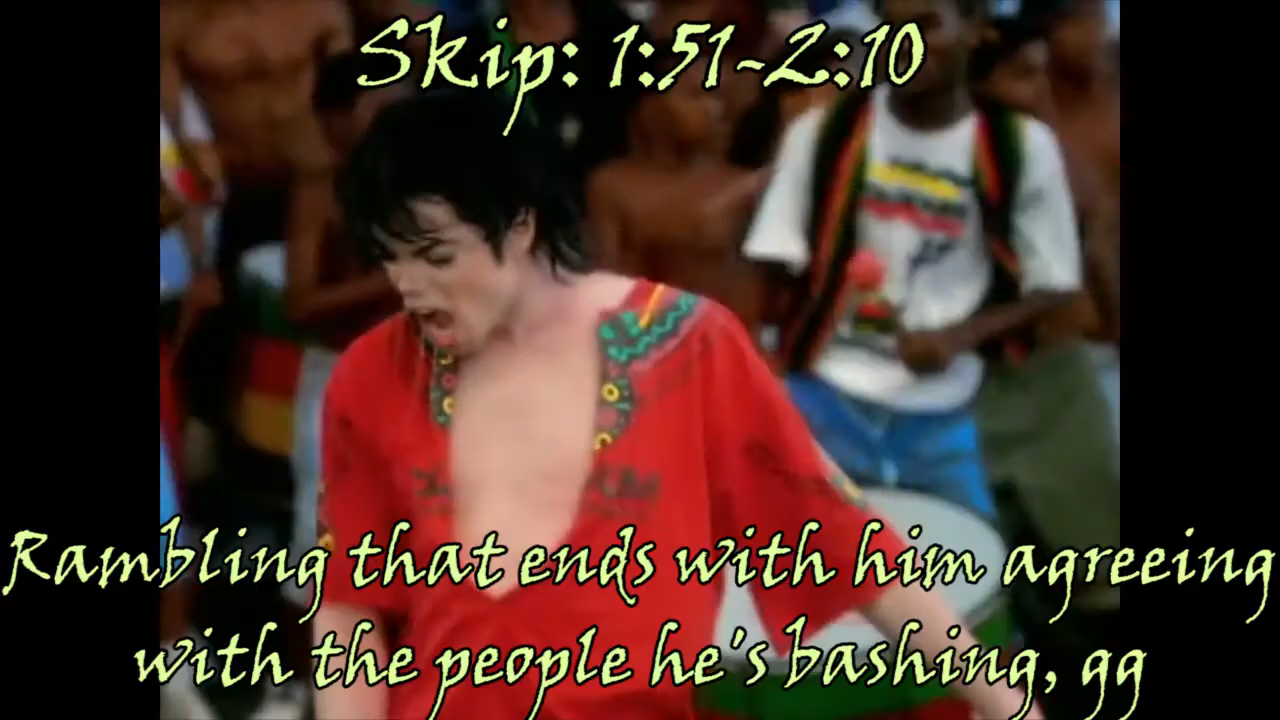 Skip: 1:51-2:10
Rambling that ends with him agreeing
with the people he's bashing, gg